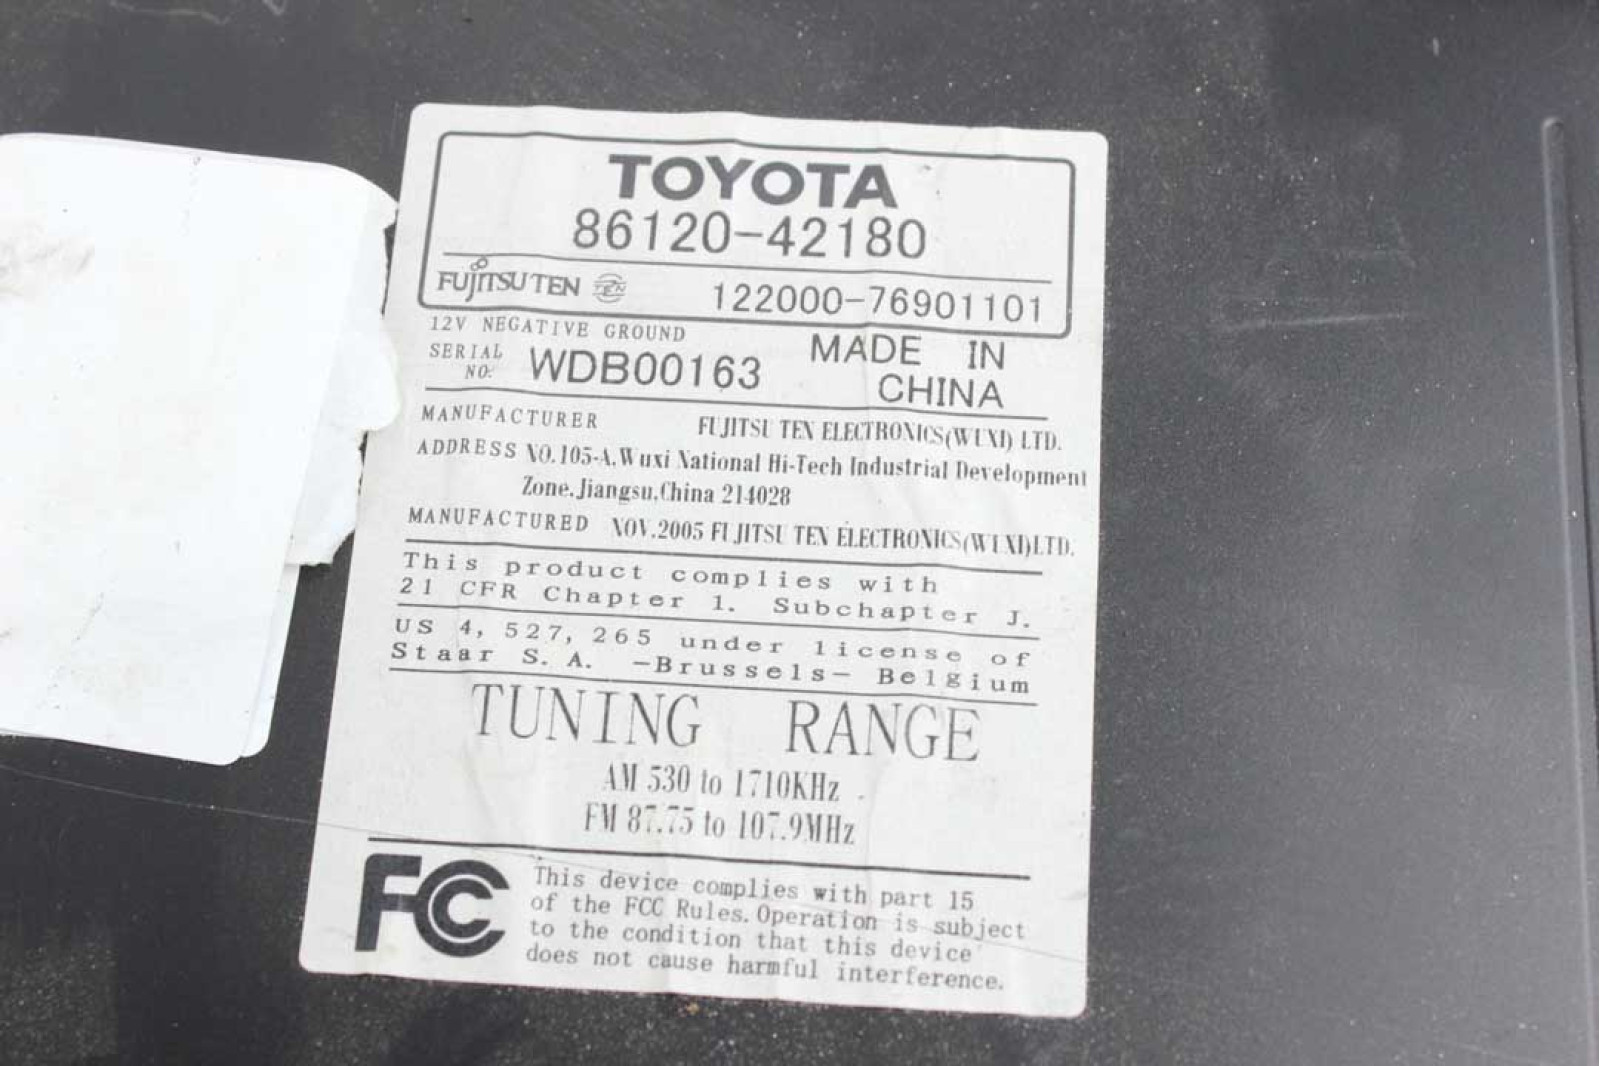 TOYOTA
86120-42180
FUJITSU TEN TEN 122000-76901101
12V NEGATIVE GROUND
SERIAL NO. WDB00163 MADE IN CHINA
MANUFACTURER FUJITSU TEN ELECTRONICS(WUXI) LTD.
ADDRESS NO.105-A,Wuxi National Hi-Tech Industrial Development
Zone,Jiangsu,China 214028
MANUFACTURED NOV.2005 FUJITSU TEN ELECTRONICS(WUXI)LTD.
This product complies with
21 CFR Chapter 1. Subchapter J.
US 4, 527, 265 under license of
Staar S. A. -Brussels- Belgium
TUNING RANGE
AM 530 to 1710KHz
FM 87.75 to 107.9MHz
FC This device complies with part 15
of the FCC Rules. Operation is subject
to the condition that this device
does not cause harmful interference.